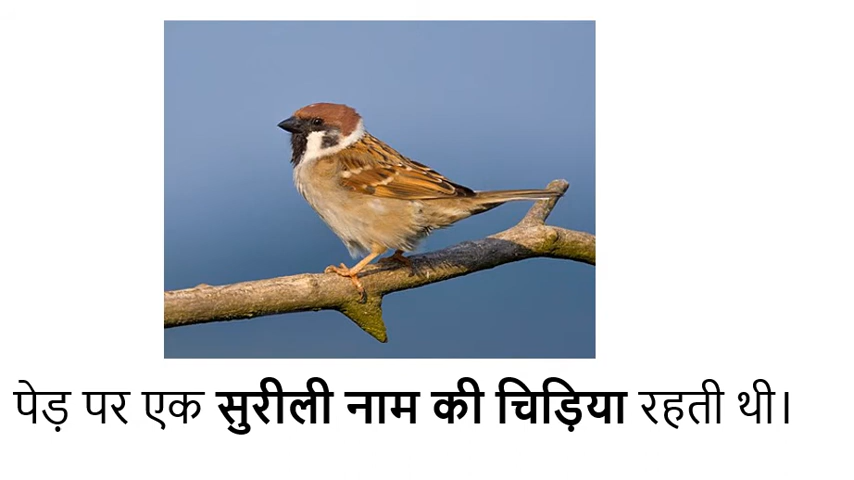 पेड़ पर एक सुरीली नाम की चिड़िया रहती थी।